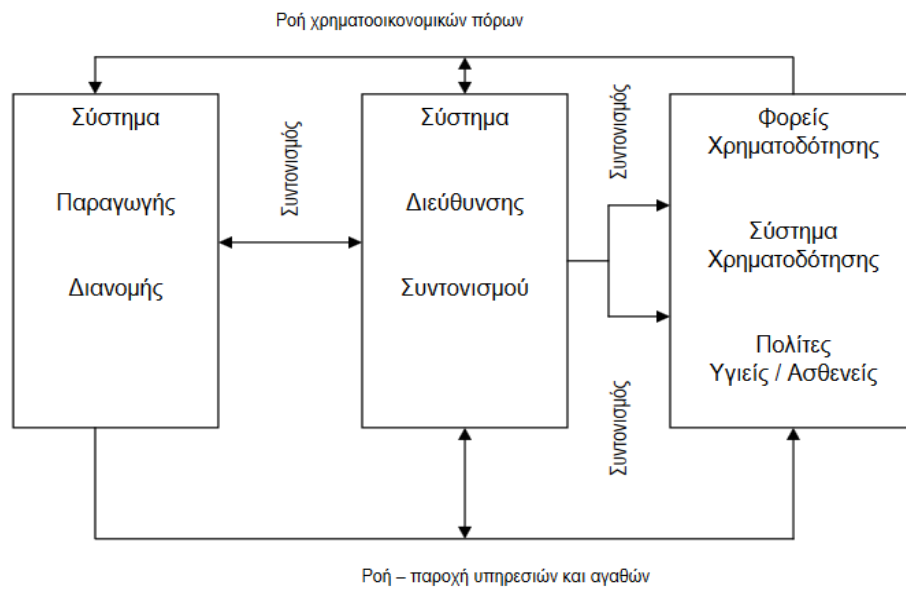 Ροή χρηματοοικονομικών πόρων
Σύστημα
Παραγωγής
Διανομής
Συντονισμός
Σύστημα
Διεύθυνσης
Συντονισμού
Συντονισμός
Συντονισμός
Φορείς
Χρηματοδότησης
Σύστημα
Χρηματοδότησης
Πολίτες
Υγιείς / Ασθενείς
Ροή – παροχή υπηρεσιών και αγαθών